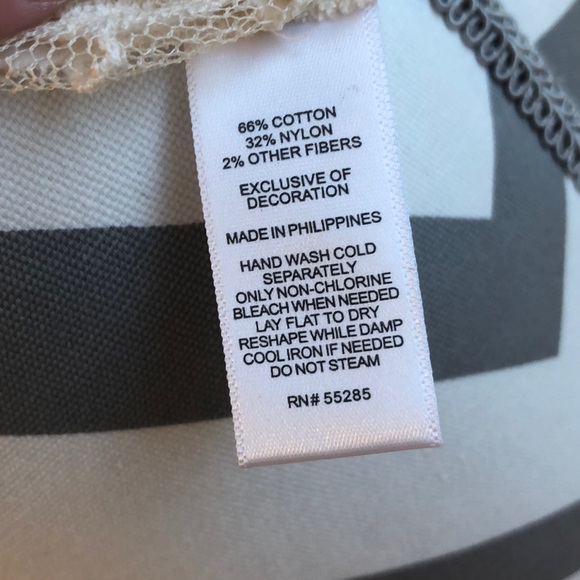 66% COTTON
32% NYLON
2% OTHER FIBERS
EXCLUSIVE OF
DECORATION
MADE IN PHILIPPINES
HAND WASH COLD
SEPARATELY
ONLY NON-CHLORINE
BLEACH WHEN NEEDED
LAY FLAT TO DRY
RESHAPE WHILE DAMP
COOL IRON IF NEEDED
DO NOT STEAM
RN# 55285